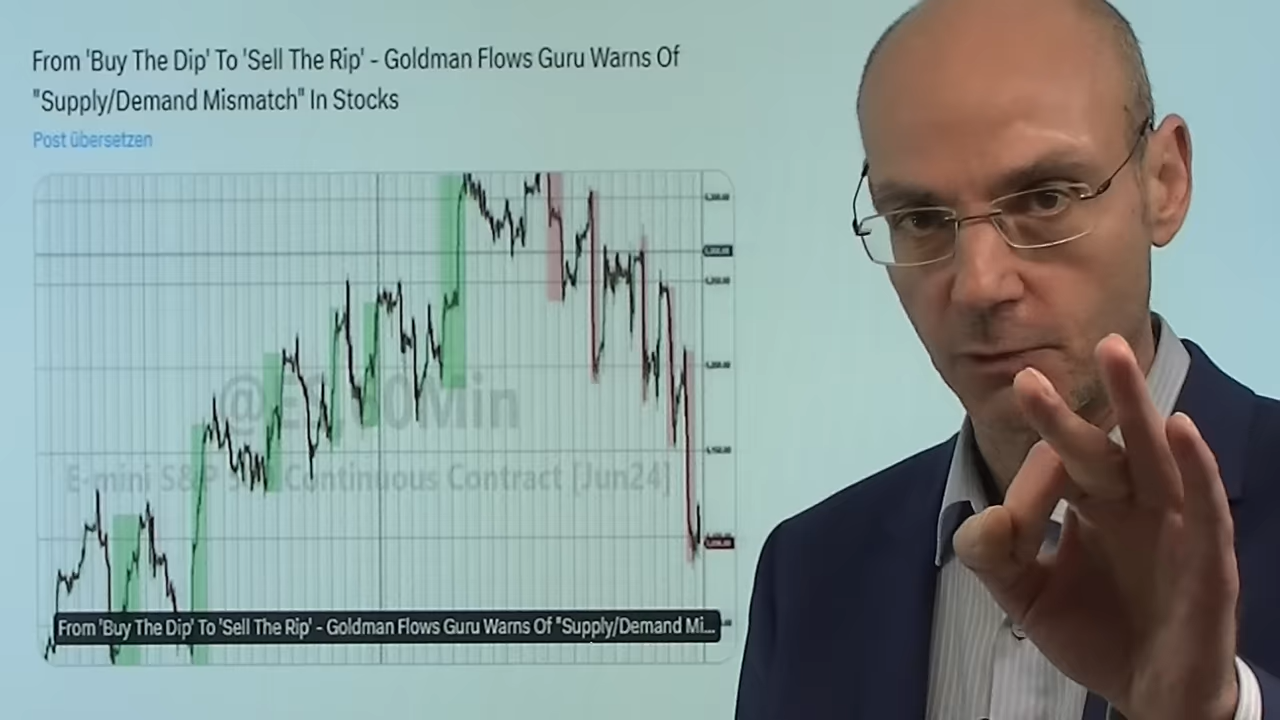 From 'Buy The Dip' To 'Sell The Rip' - Goldman Flows Guru Warns Of
"Supply/Demand Mismatch" In Stocks
Post übersetzen
Continuous Contract [Jun24]
E-mini S&P
From 'Buy The Dip' To 'Sell The Rip' - Goldman Flows Guru Warns Of "Supply/Demand Mi...